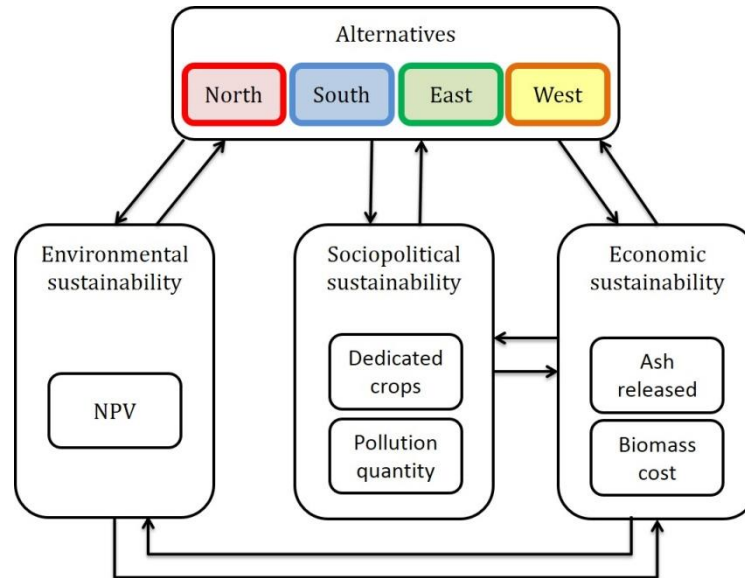 Alternatives
North
South
East
West
Environmental
sustainability
NPV
Sociopolitical
sustainability
Dedicated
crops
Pollution
quantity
Economic
sustainability
Ash
released
Biomass
cost